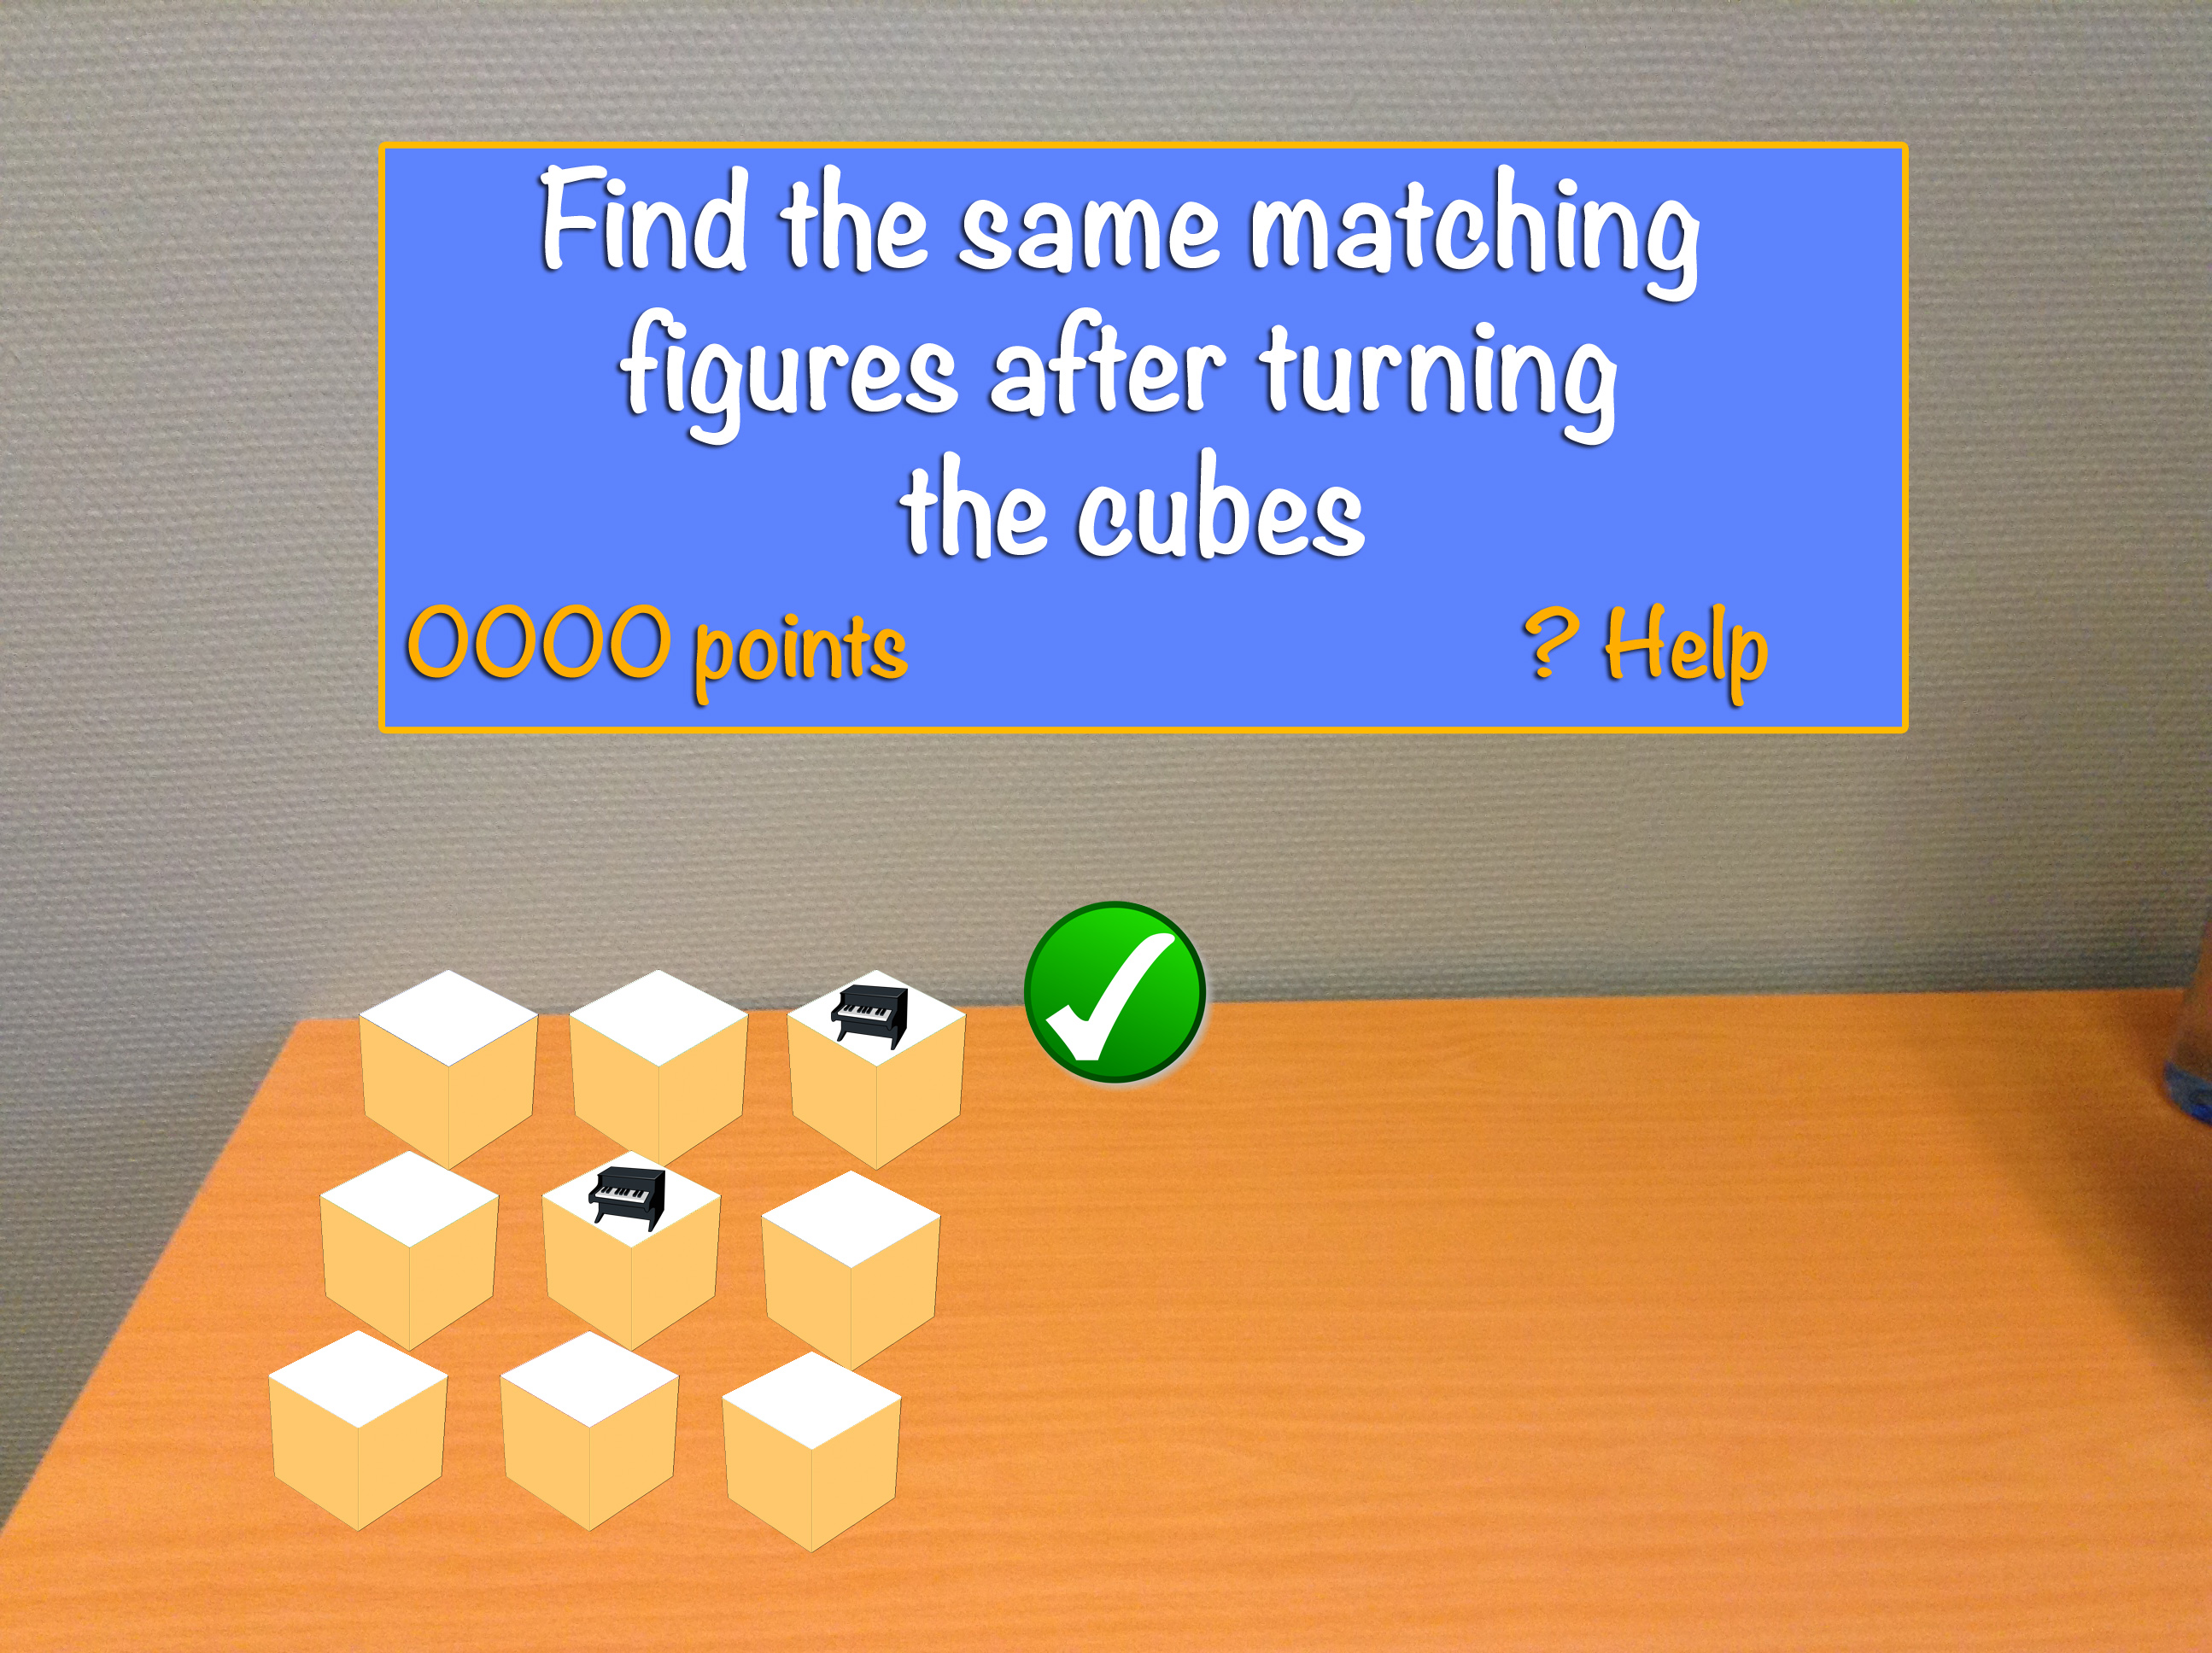 Find the same matching
figures after turning
the cubes
0000 points
? Help